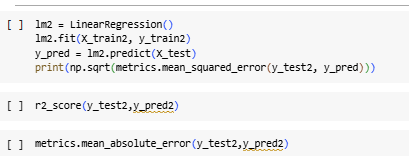 [ ] lm2 = LinearRegression()
lm2.fit(X_train2, y_train2)
y_pred = lm2.predict(X_test)
print(np.sqrt(metrics.mean_squared_error(y_test2, y_pred)))
[ ] r2_score(y_test2,y_pred2)
[ ] metrics.mean_absolute_error(y_test2,y_pred2)